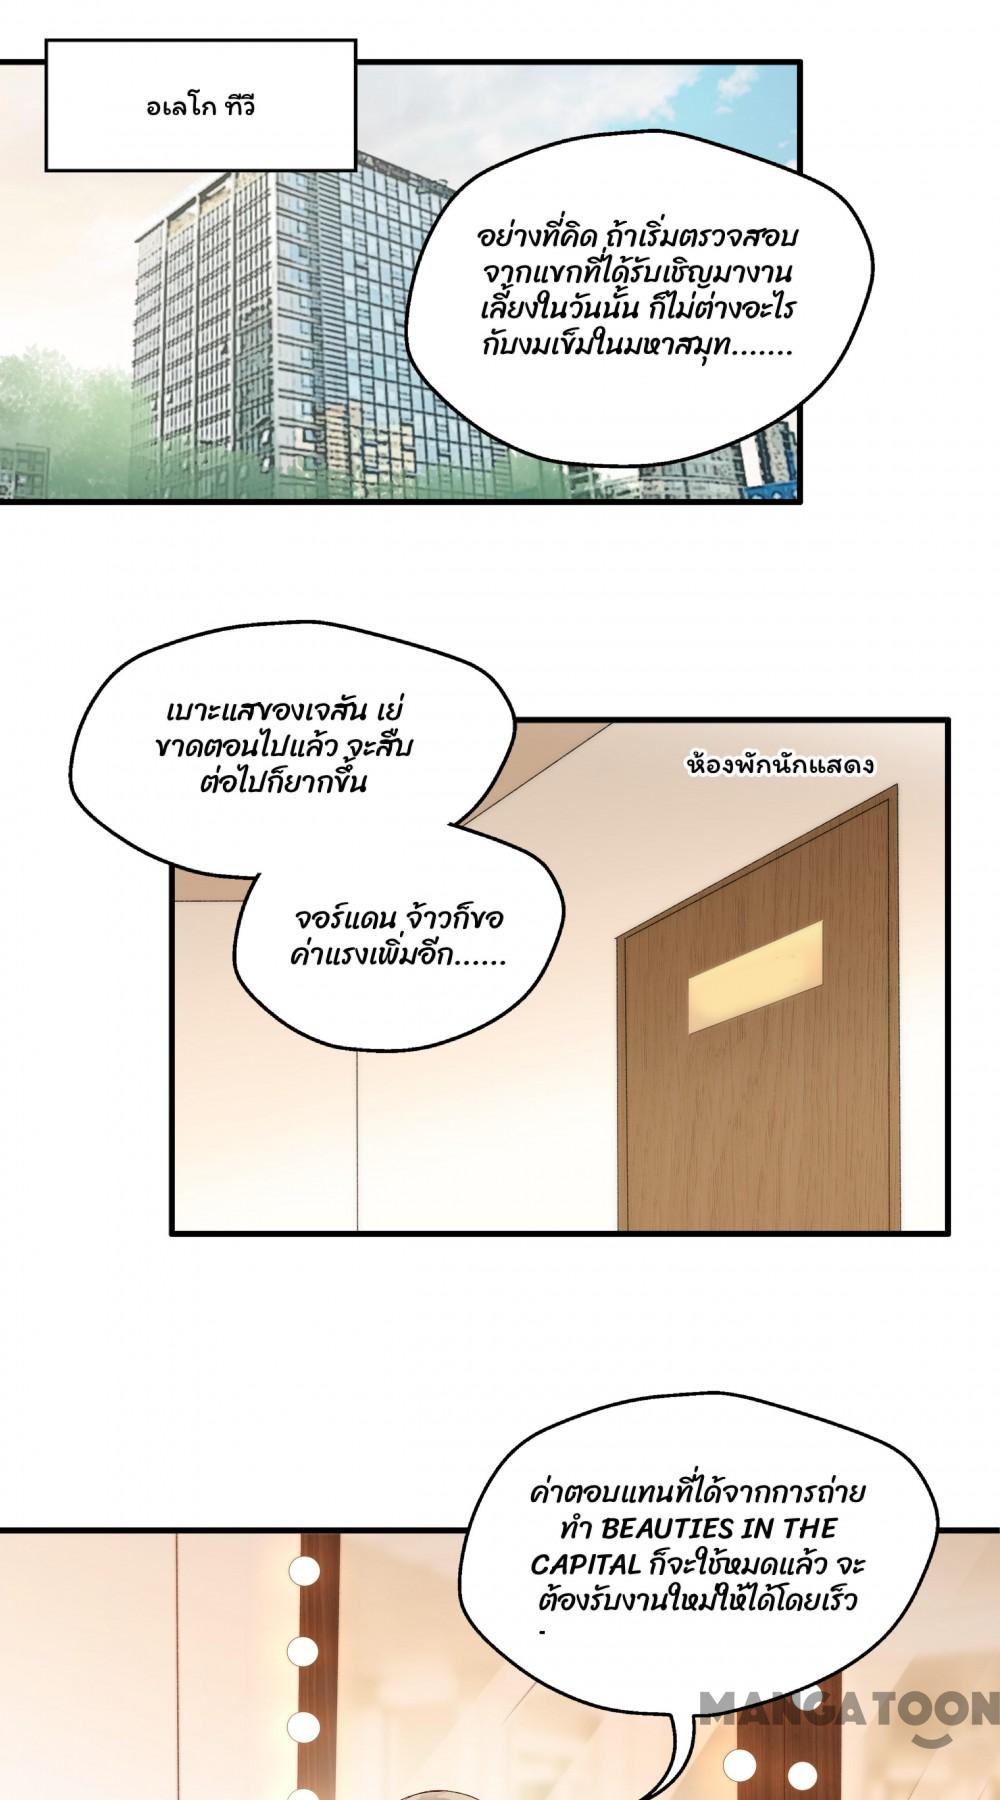 อเลโก ทีวี
อย่างที่คิด ถ้าเริ่มตรวจสอบ
จากแขกที่ได้รับเชิญมางาน
เลี้ยงในวันนั้น ก็ไม่ต่างอะไร
กับงมเข็มในมหาสมุท.......
เบาะแสของเจสัน เย่
ขาดตอนไปแล้ว จะสืบ
ต่อไปก็ยากขึ้น
ห้องพักนักแสดง
จอร์แดน จ้าวก็ขอ
ค่าแรงเพิ่มอีก......
ค่าตอบแทนที่ได้จากการถ่าย
ทำ BEAUTIES IN THE
CAPITAL ก็จะใช้หมดแล้ว จะ
ต้องรับงานใหม่ให้ได้โดยเร็ว
-
MANGATOON